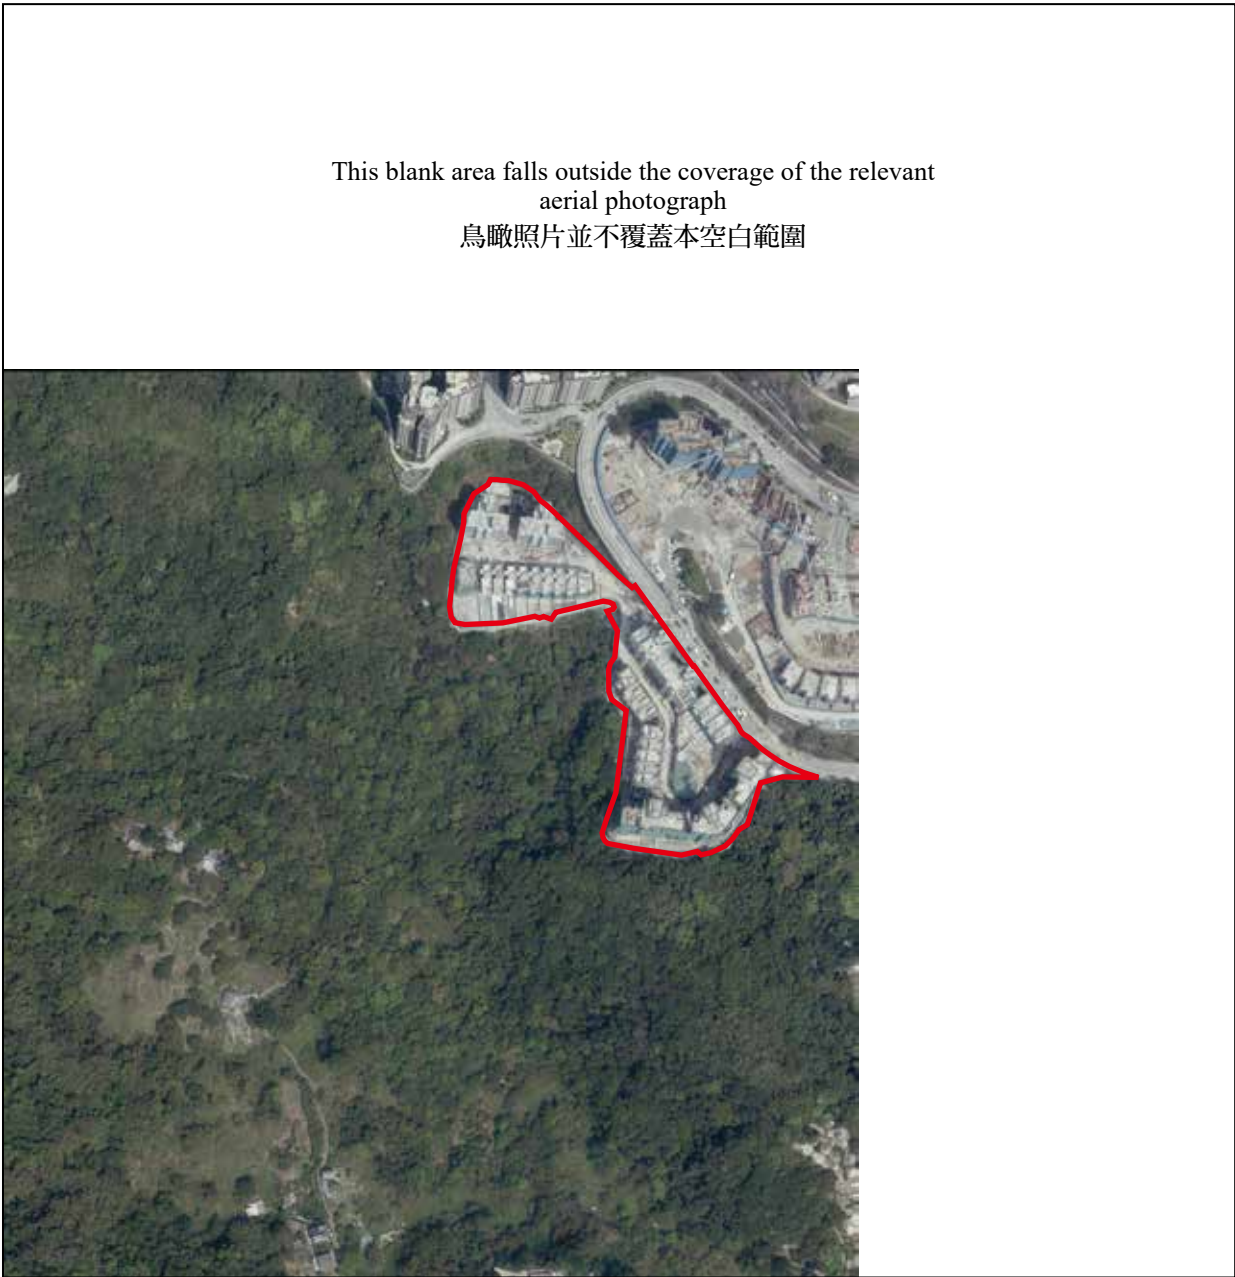 This blank area falls outside the coverage of the relevant
aerial photograph
鳥瞰照片並不覆蓋本空白範圍